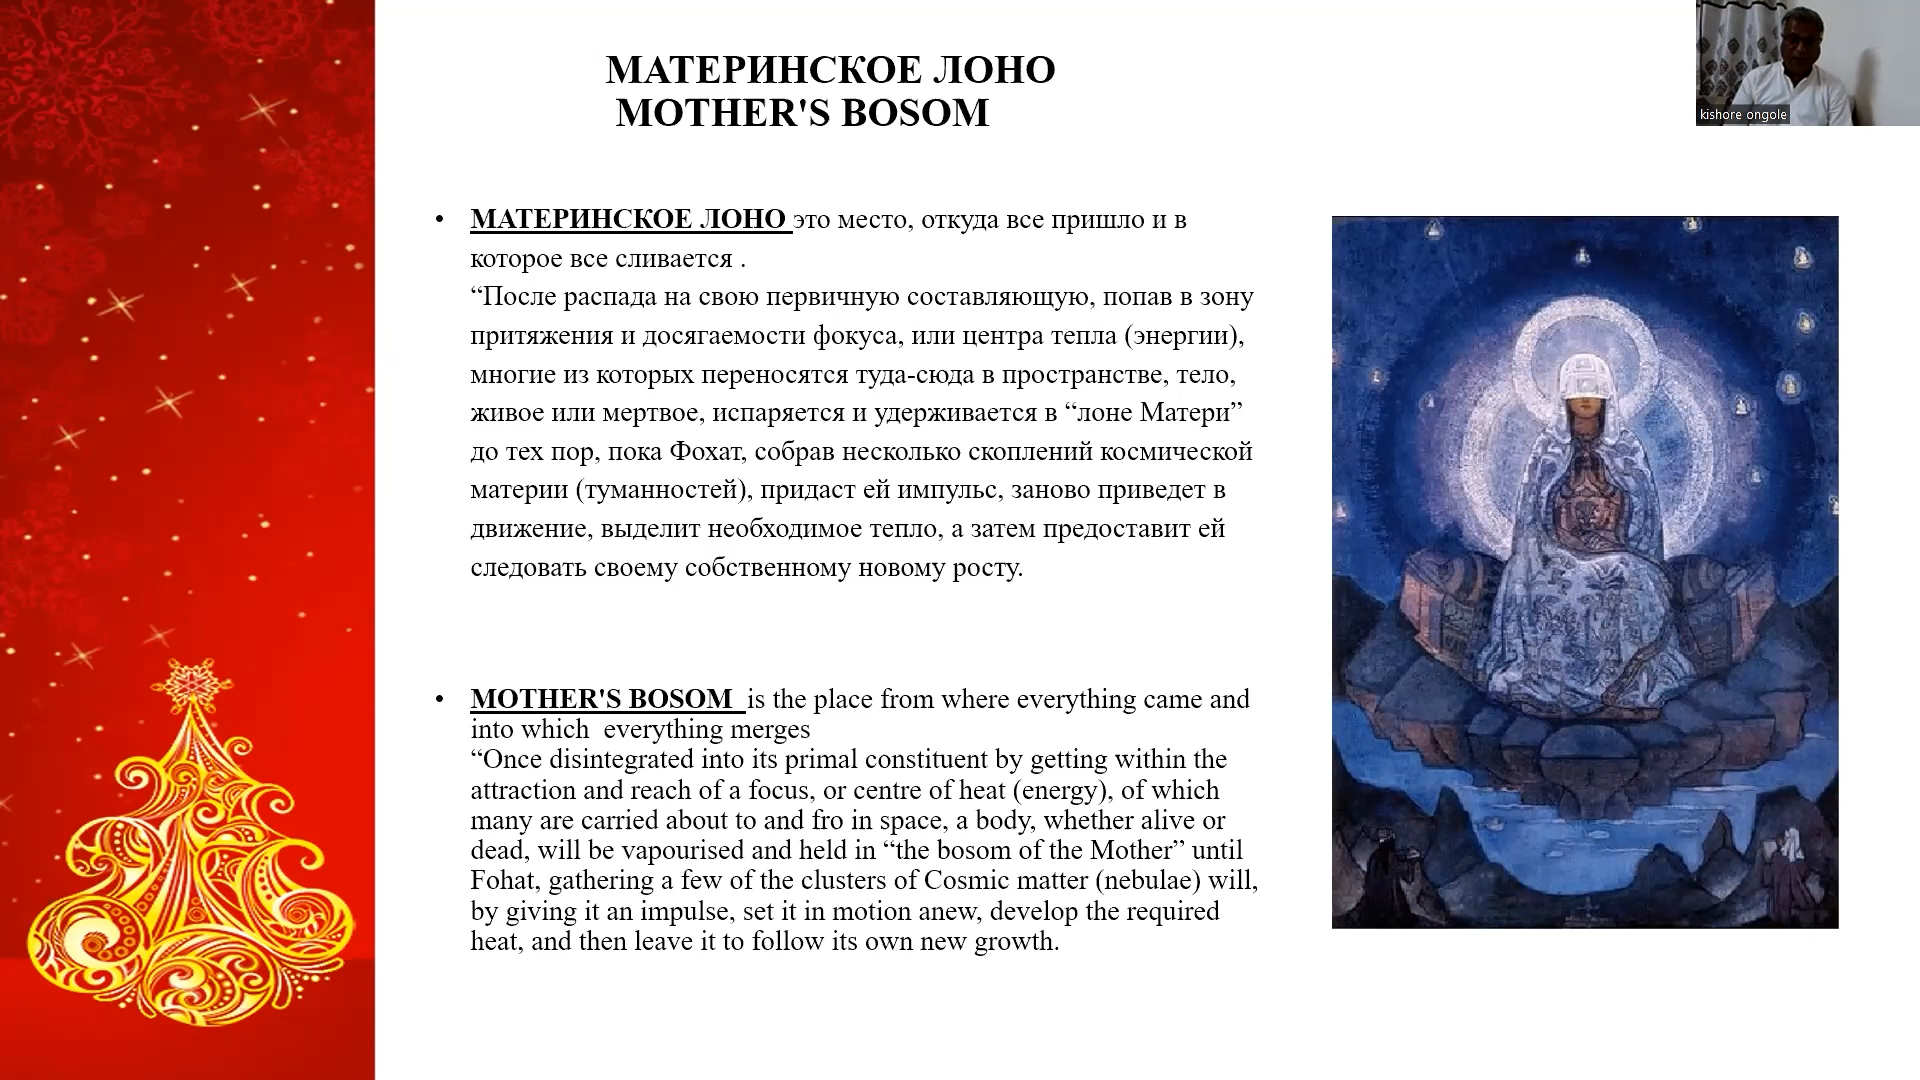 МАТЕРИНСКОЕ ЛОНО
MOTHER'S BOSOM
kishore ongole
• МАТЕРИНСКОЕ ЛОНО это место, откуда все пришло и в
которое все сливается .
“После распада на свою первичную составляющую, попав в зону
притяжения и досягаемости фокуса, или центра тепла (энергии),
многие из которых переносятся туда-сюда в пространстве, тело,
живое или мертвое, испаряется и удерживается в “лоне Матери”
до тех пор, пока Фохат, собрав несколько скоплений космической
материи (туманностей), придаст ей импульс, заново приведет в
движение, выделит необходимое тепло, а затем предоставит ей
следовать своему собственному новому росту.
• MOTHER'S BOSOM is the place from where everything came and
into which everything merges
“Once disintegrated into its primal constituent by getting within the
attraction and reach of a focus, or centre of heat (energy), of which
many are carried about to and fro in space, a body, whether alive or
dead, will be vapourised and held in “the bosom of the Mother” until
Fohat, gathering a few of the clusters of Cosmic matter (nebulae) will,
by giving it an impulse, set it in motion anew, develop the required
heat, and then leave it to follow its own new growth.